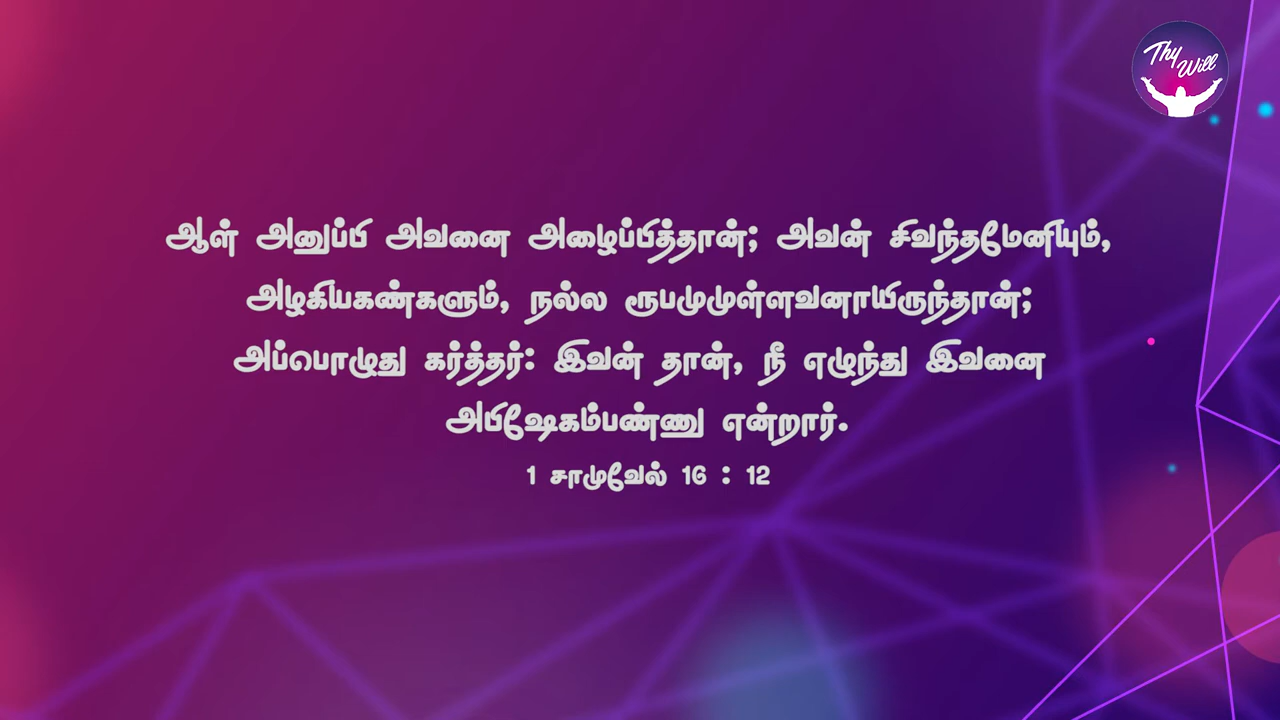 Thy
Will
ஆள் அனுப்பி அவனை அழைப்பித்தான்; அவன் சிவந்தமேனியும்,
அழகியகண்களும், நல்ல ரூபமுமுள்ளவனாயிருந்தான்;
அப்பொழுது கர்த்தர்: இவன் தான், நீ எழுந்து இவனை
அபிஷேகம்பண்ணு என்றார்.
1 சாமுவேல் 16 : 12